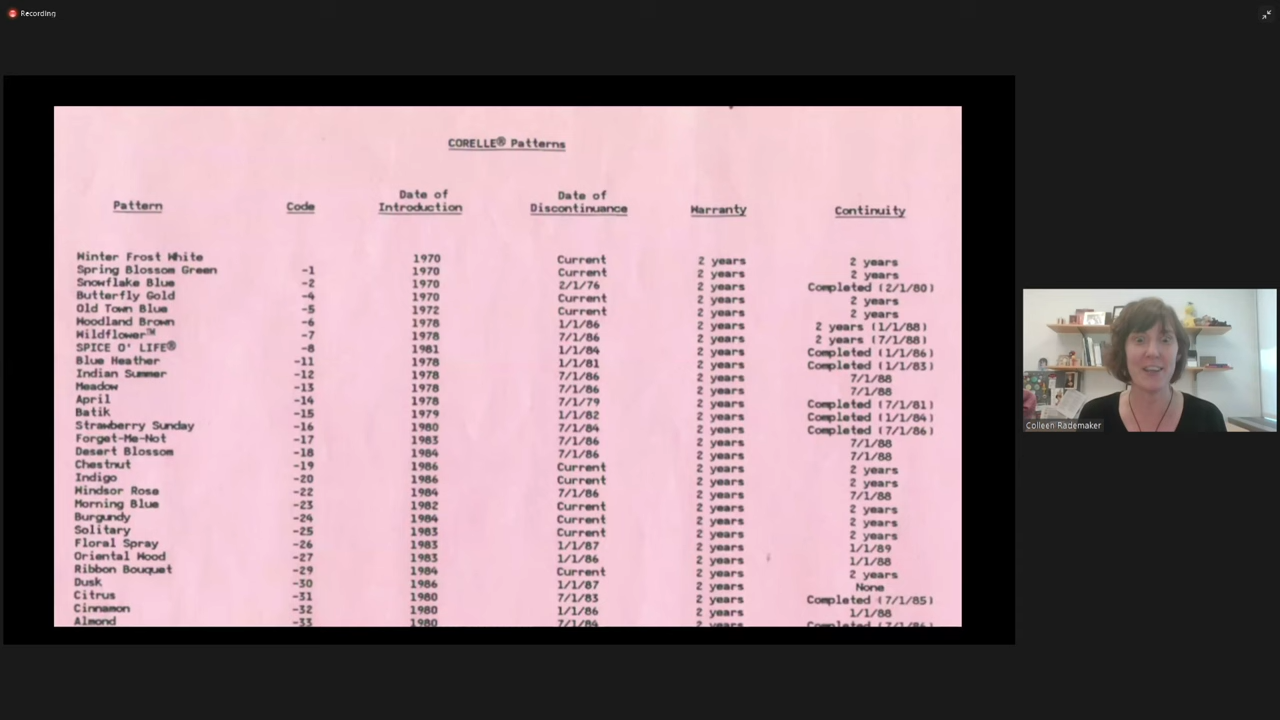 Recording
CORELLE® Patterns
Pattern Code Date of Introduction Date of Discontinuance Warranty Continuity
Winter Frost White 1970 Current 2 years 2 years
Spring Blossom Green -1 1970 Current 2 years 2 years
Snowflake Blue -2 1970 2/1/76 2 years Completed (2/1/80)
Butterfly Gold -4 1970 Current 2 years 2 years
Old Town Blue -5 1972 Current 2 years 2 years
Woodland Brown -6 1978 1/1/86 2 years 2 years (1/1/88)
Wildflower™ -7 1978 7/1/86 2 years 2 years (7/1/88)
SPICE O' LIFE® -8 1981 1/1/84 2 years Completed (1/1/86)
Blue Heather -11 1978 1/1/81 2 years Completed (1/1/83)
Indian Summer -12 1978 7/1/86 2 years 7/1/88
Meadow -13 1978 7/1/86 2 years 7/1/88
April -14 1978 7/1/79 2 years Completed (7/1/81)
Batik -15 1979 1/1/82 2 years Completed (1/1/84)
Strawberry Sunday -16 1980 7/1/84 2 years Completed (7/1/86)
Forget-Me-Not -17 1983 7/1/86 2 years 7/1/88
Desert Blossom -18 1984 7/1/86 2 years 7/1/88
Chestnut -19 1986 Current 2 years 2 years
Indigo -20 1986 Current 2 years 2 years
Windsor Rose -22 1984 7/1/86 2 years 7/1/88
Morning Blue -23 1982 Current 2 years 2 years
Burgundy -24 1984 Current 2 years 2 years
Solitary -25 1983 Current 2 years 2 years
Floral Spray -26 1983 1/1/87 2 years 1/1/89
Oriental Mood -27 1983 1/1/86 2 years 1/1/88
Ribbon Bouquet -29 1984 Current 2 years 2 years
Dusk -30 1986 1/1/87 2 years None
Citrus -31 1980 7/1/83 2 years Completed (7/1/85)
Cinnamon -32 1980 1/1/86 2 years 1/1/88
Almond -33 1980 7/1/84 2 years Completed (7/1/86)
Colleen Rademaker